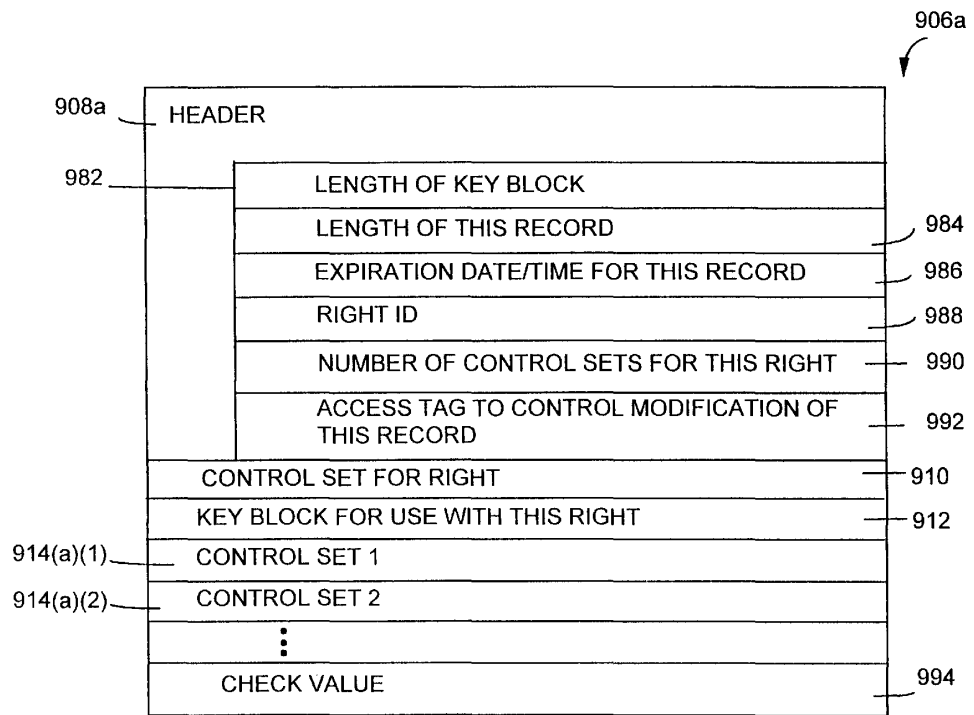 906a
908a
HEADER
982
LENGTH OF KEY BLOCK
LENGTH OF THIS RECORD
984
EXPIRATION DATE/TIME FOR THIS RECORD
986
RIGHT ID
988
NUMBER OF CONTROL SETS FOR THIS RIGHT
990
ACCESS TAG TO CONTROL MODIFICATION OF
THIS RECORD
992
CONTROL SET FOR RIGHT
910
KEY BLOCK FOR USE WITH THIS RIGHT
912
914(a)(1)
CONTROL SET 1
914(a)(2)
CONTROL SET 2
CHECK VALUE
994